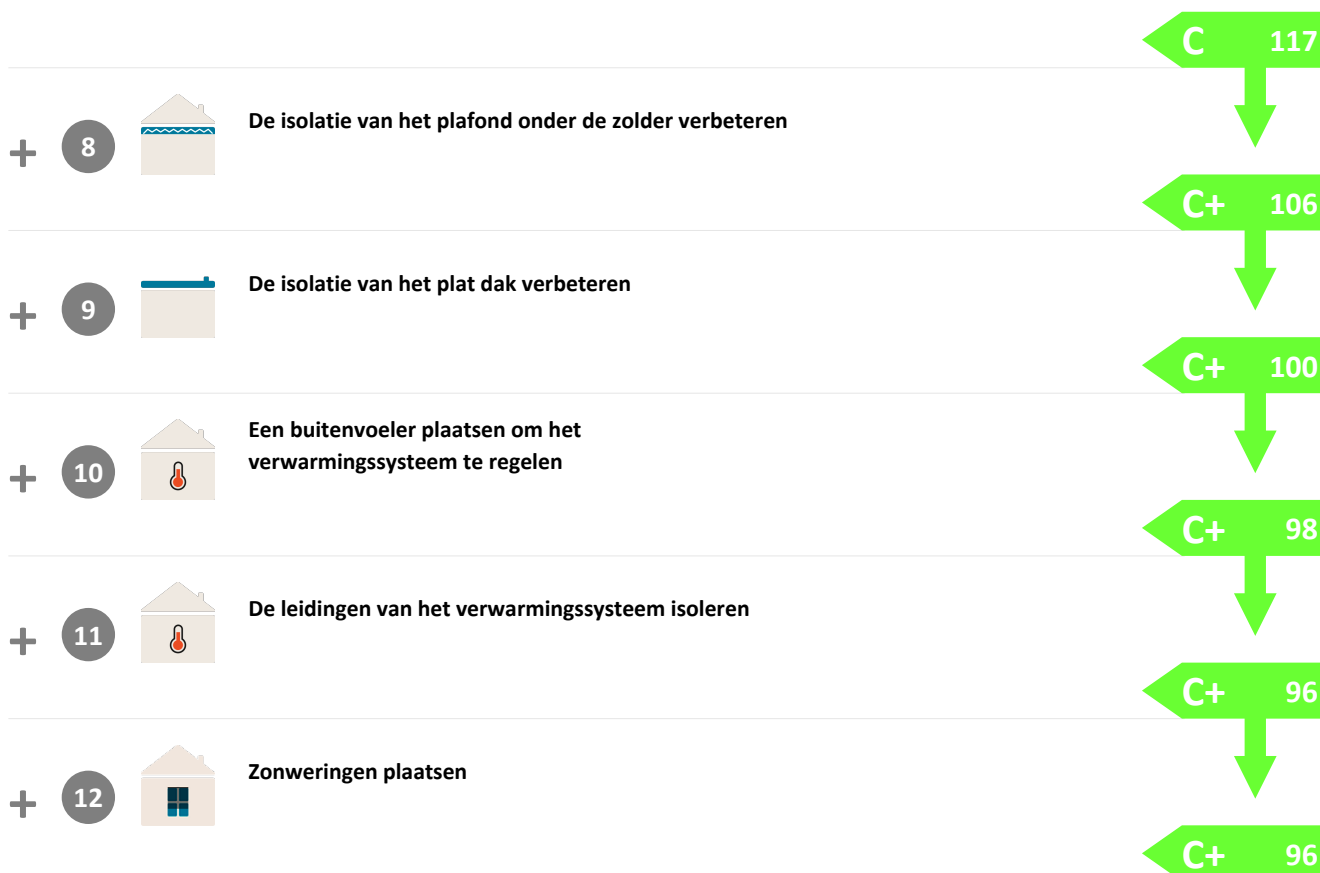 C 117
+ 8 De isolatie van het plafond onder de zolder verbeteren
C+ 106
+ 9 De isolatie van het plat dak verbeteren
C+ 100
+ 10 Een buitenvoeler plaatsen om het
verwarmingssysteem te regelen
C+ 98
+ 11 De leidingen van het verwarmingssysteem isoleren
C+ 96
+ 12 Zonweringen plaatsen
C+ 96